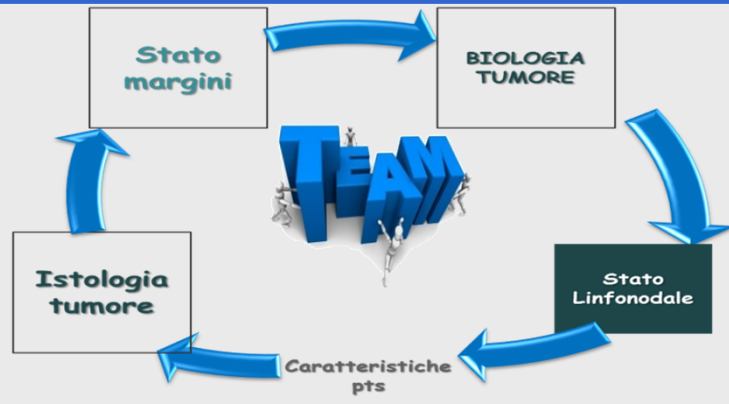 Stato
margini
BIOLOGIA
TUMORE
TEAM
Istologia
tumore
Stato
Linfonodale
Caratteristiche
pts